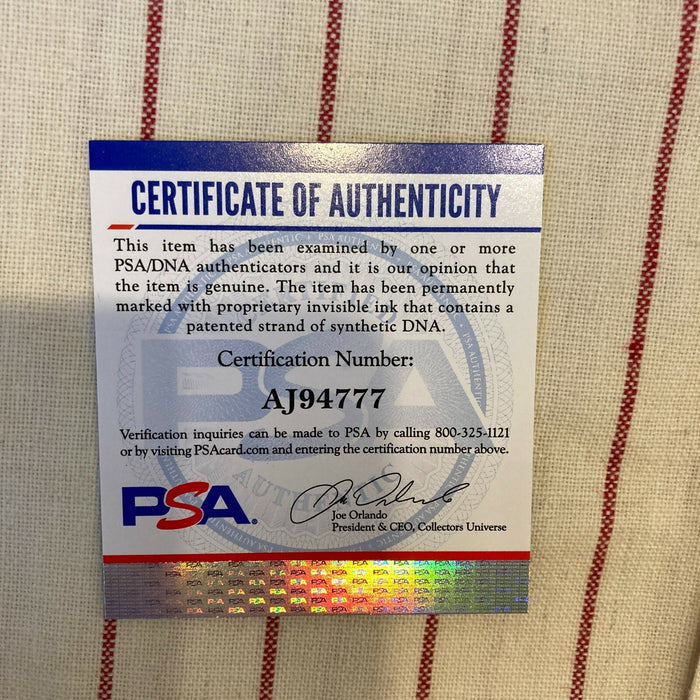 CERTIFICATE OF AUTHENTICITY
This item has been examined by one or more
PSA/DNA authenticators and it is our opinion that
the item is genuine. The item has been permanently
marked with proprietary invisible ink that contains a
patented strand of synthetic DNA.
Certification Number:
AJ94777
Verification inquiries can be made to PSA by calling 800-325-1121
or by visiting PSAcard.com and entering the certification number above.
PSA.
Joe Orlando
President & CEO, Collectors Universe